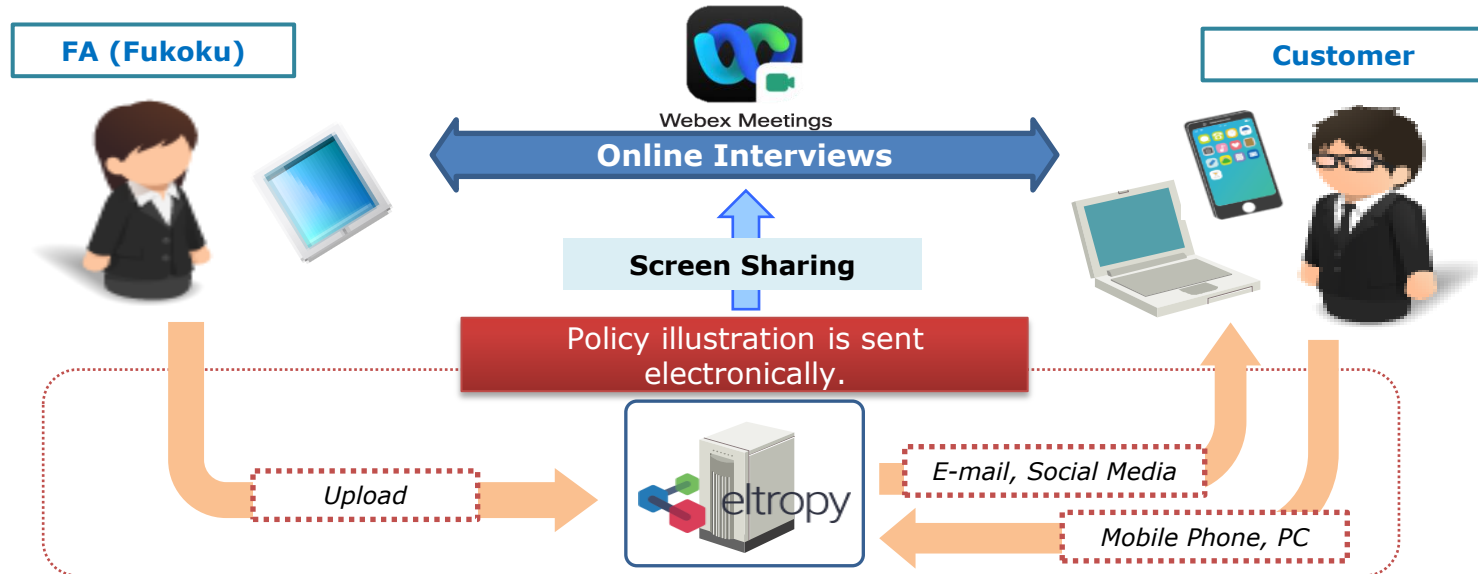 FA (Fukoku)
Customer
Webex Meetings
Online Interviews
Screen Sharing
Policy illustration is sent
electronically.
eltropy
Upload
E-mail, Social Media
Mobile Phone, PC